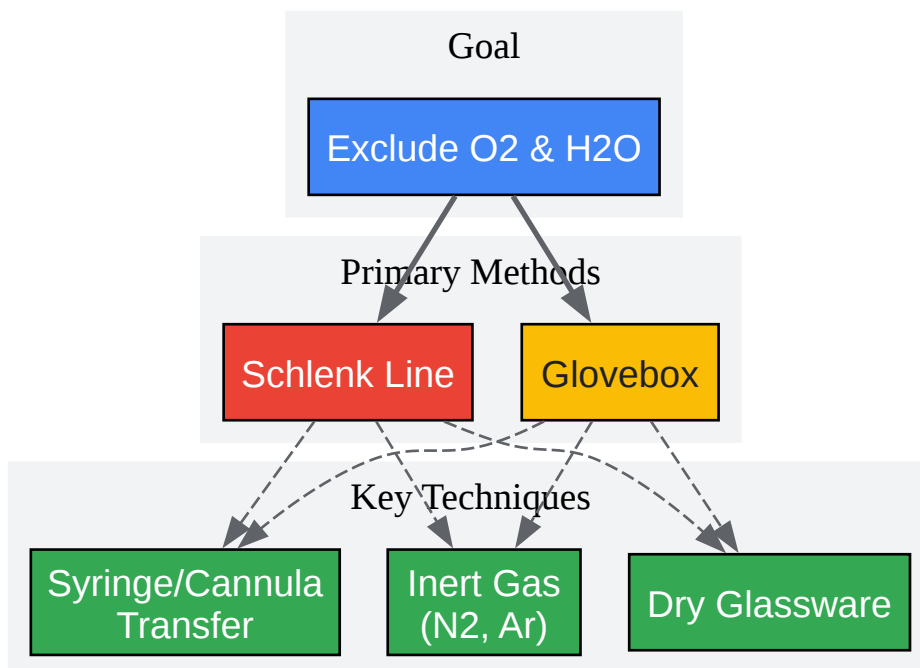 Goal
Exclude O2 & H2O
Primary Methods
Schlenk Line
Glovebox
Key Techniques
Syringe/Cannula
Transfer
Inert Gas
(N2, Ar)
Dry Glassware